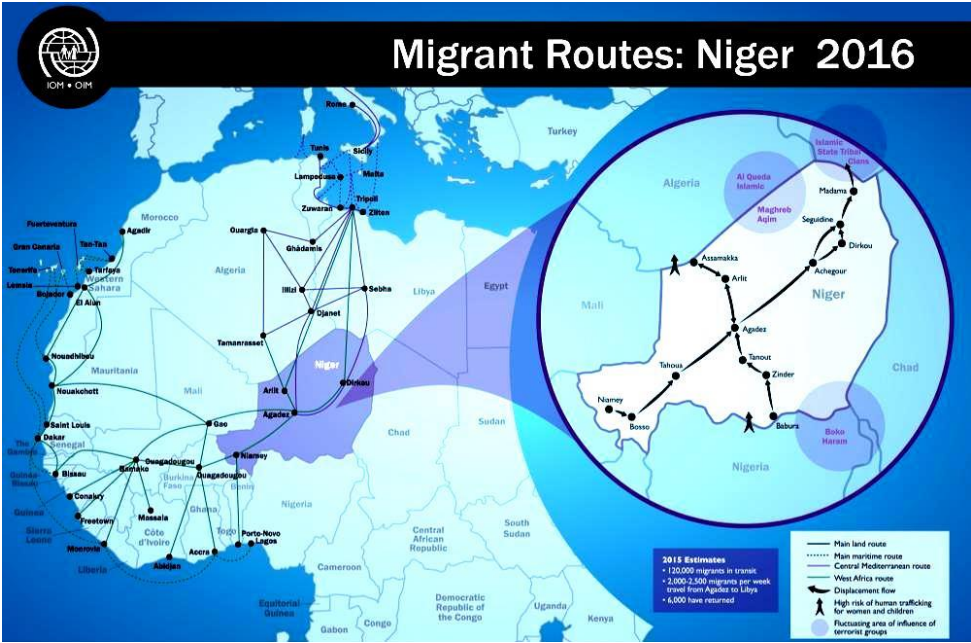 IOM • OIM
Migrant Routes: Niger 2016
Rome
Turkey
Tunis
Sicily
Lampedusa
Malta
Zuwaran
Tripoli
Zliten
Morocco
Fuerteventura
Agadir
Gran Canaria
Tan-Tan
Tenerife
Tarfaya
Western
Sahara
Bojador
El Aiun
Ouargla
Ghàdamis
Algeria
Illizi
Sebha
Libya
Egypt
Djanet
Tamanrasset
Niger
Nouadhibou
Mauritania
Mali
Nouakchott
Arlit
Dirkou
Agadez
Saint Louis
Gao
Dakar
The
Gambia
Senegal
Chad
Sudan
Niamey
Ouagadougou
Bamako
Ouagadougou
Bissau
Guinea
Bissau
Burkina
Faso
Benin
Conakry
Nigeria
Guinea
Freetown
Massala
Ghana
Togo
Sierra
Leone
Côte
d'Ivoire
Porto-Novo
Lagos
Monrovia
Accra
Liberia
Abidjan
Central
African
Republic
South
Sudan
Cameroon
Equitorial
Guinea
Gabon
Congo
Democratic
Republic of
the Congo
Uganda
Kenya
Islamic
State Tribal
Clans
Algeria
Al Queda
Islamic
Maghreb
Aqim
Madama
Seguidine
Dirkou
Assamakka
Achegour
Arlit
Niger
Mali
Agadez
Tanout
Tahoua
Zinder
Chad
Niamey
Bosso
Babura
Boko
Haram
Nigeria
2015 Estimates
• 120,000 migrants in transit
• 2,000-2,500 migrants per week
travel from Agadez to Libya
• 6,000 have returned
Main land route
Main maritime route
Central Mediterranean route
West Africa route
Displacement flow
High risk of human trafficking
for women and children
Fluctuating area of influence of
terrorist groups